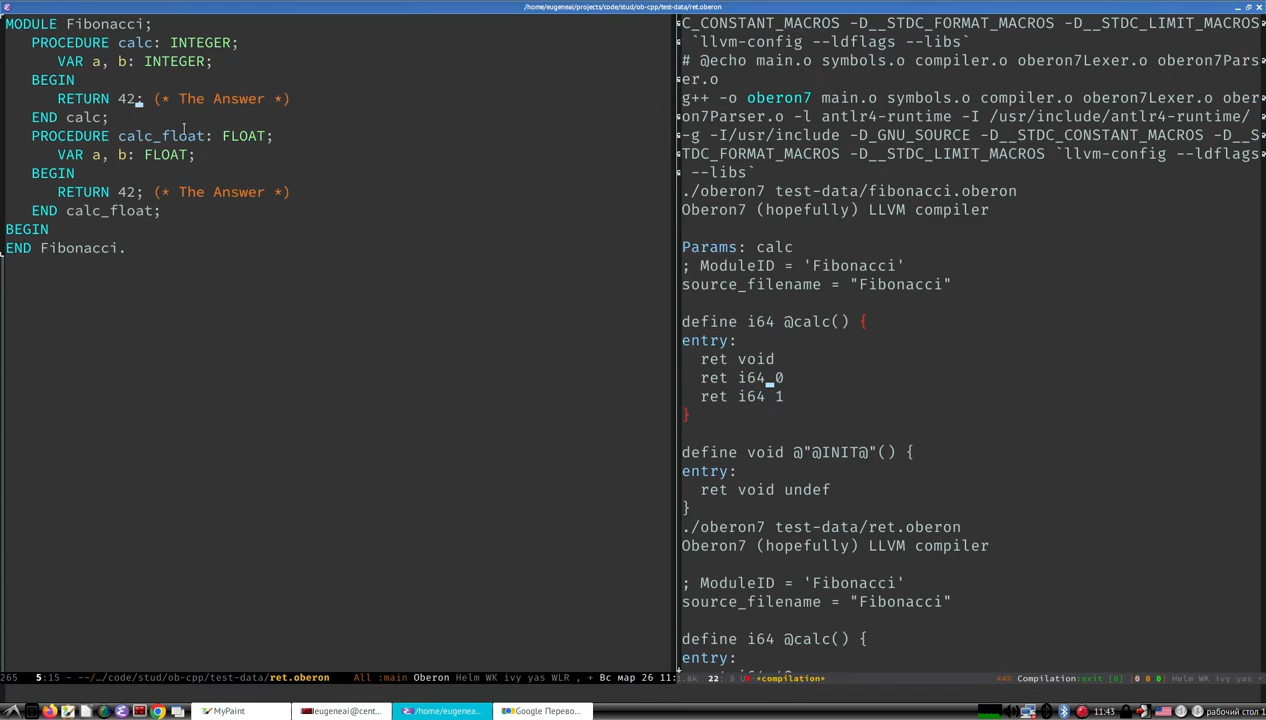 /home/eugeneai/projects/code/stud/ob-cpp/test-data/ret.oberon
MODULE Fibonacci;
PROCEDURE calc: INTEGER;
VAR a, b: INTEGER;
BEGIN
RETURN 42; (* The Answer *)
END calc;
PROCEDURE calc_float: FLOAT;
VAR a, b: FLOAT;
BEGIN
RETURN 42; (* The Answer *)
END calc_float;
BEGIN
END Fibonacci.
C_CONSTANT_MACROS -D__STDC_FORMAT_MACROS -D__STDC_LIMIT_MACROS
`llvm-config --ldflags --libs`
# @echo main.o symbols.o compiler.o oberon7Lexer.o oberon7Pars
er.o
g++ -o oberon7 main.o symbols.o compiler.o oberon7Lexer.o ober
on7Parser.o -l antlr4-runtime -I /usr/include/antlr4-runtime/
-g -I/usr/include -D_GNU_SOURCE -D__STDC_CONSTANT_MACROS -D__S
TDC_FORMAT_MACROS -D__STDC_LIMIT_MACROS `llvm-config --ldflags
--libs`
./oberon7 test-data/fibonacci.oberon
Oberon7 (hopefully) LLVM compiler
Params: calc
; ModuleID = 'Fibonacci'
source_filename = "Fibonacci"
define i64 @calc() {
entry:
ret void
ret i64 0
ret i64 1
}
define void @"@INIT@"() {
entry:
ret void undef
}
./oberon7 test-data/ret.oberon
Oberon7 (hopefully) LLVM compiler
; ModuleID = 'Fibonacci'
source_filename = "Fibonacci"
define i64 @calc() {
entry:
265 5:15 - ~~/…/code/stud/ob-cpp/test-data/ret.oberon All :main Oberon Helm WK ivy yas WLR , + Вс мар 26 11:
1.8k 22: 9 *compilation* 44% Compilation:exit [0] [0 0 0] Helm WK ivy yas
MyPaint
eugeneai@cent…
/home/eugenea…
Google Перево…
11:43
рабочий стол 1